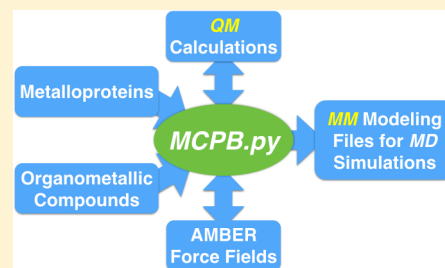 QM
Calculations
Metalloproteins
MCPB.py
MM Modeling
Files for MD
Simulations
Organometallic
Compounds
AMBER
Force Fields